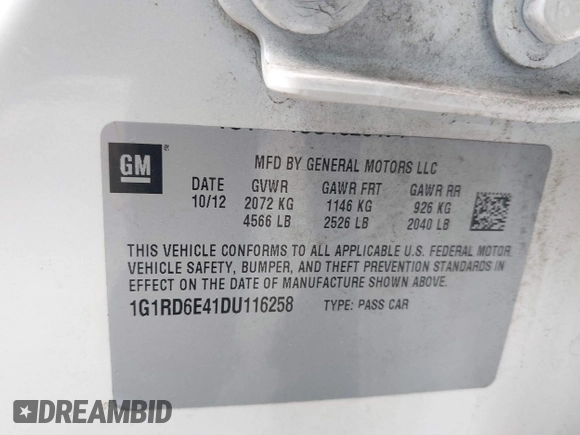 GM ®
MFD BY GENERAL MOTORS LLC
DATE GVWR GAWR FRT GAWR RR
10/12 2072 KG 1146 KG 926 KG
4566 LB 2526 LB 2040 LB
THIS VEHICLE CONFORMS TO ALL APPLICABLE U.S. FEDERAL MOTOR
VEHICLE SAFETY, BUMPER, AND THEFT PREVENTION STANDARDS IN
EFFECT ON THE DATE OF MANUFACTURE SHOWN ABOVE.
1G1RD6E41DU116258 TYPE: PASS CAR
DREAMBID